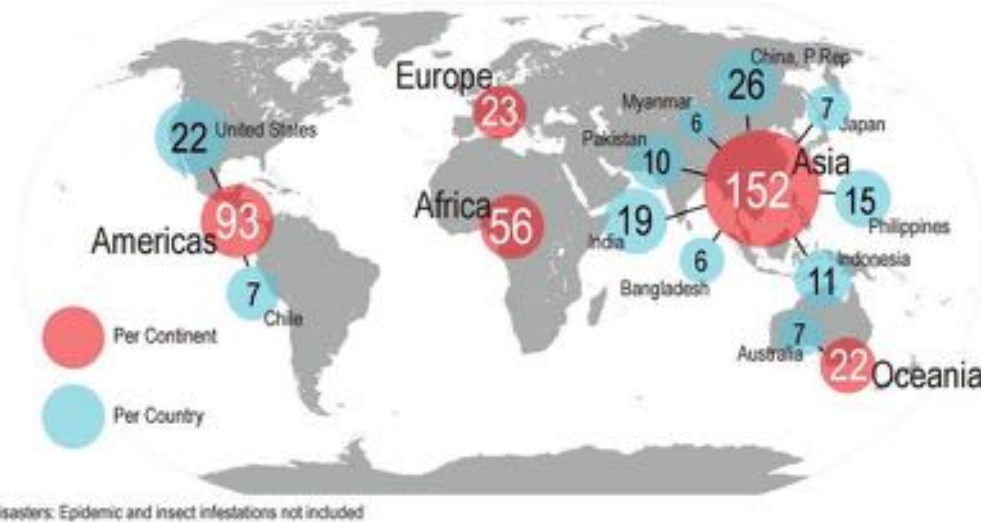 China, P Rep
26
Europe
23
Myanmar
6
7
Japan
22
United States
Pakistan
10
Asia
152
Africa
56
15
Philippines
93
Americas
19
India
6
Bangladesh
Indonesia
11
7
Chile
7
Australia
22
Oceania
Per Continent
Per Country
isasters: Epidemic and insect infestations not included